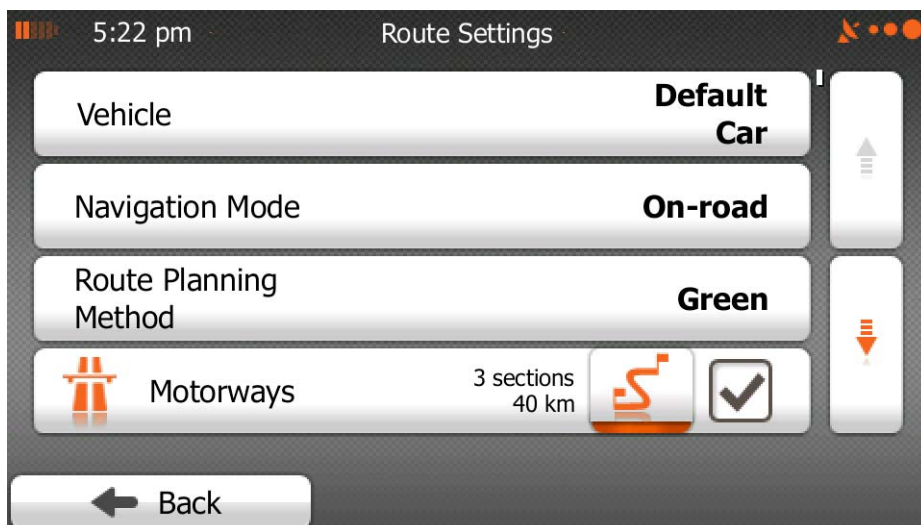 5:22 pm
Route Settings
Vehicle
Default
Car
Navigation Mode
On-road
Route Planning
Method
Green
Motorways
3 sections
40 km
Back